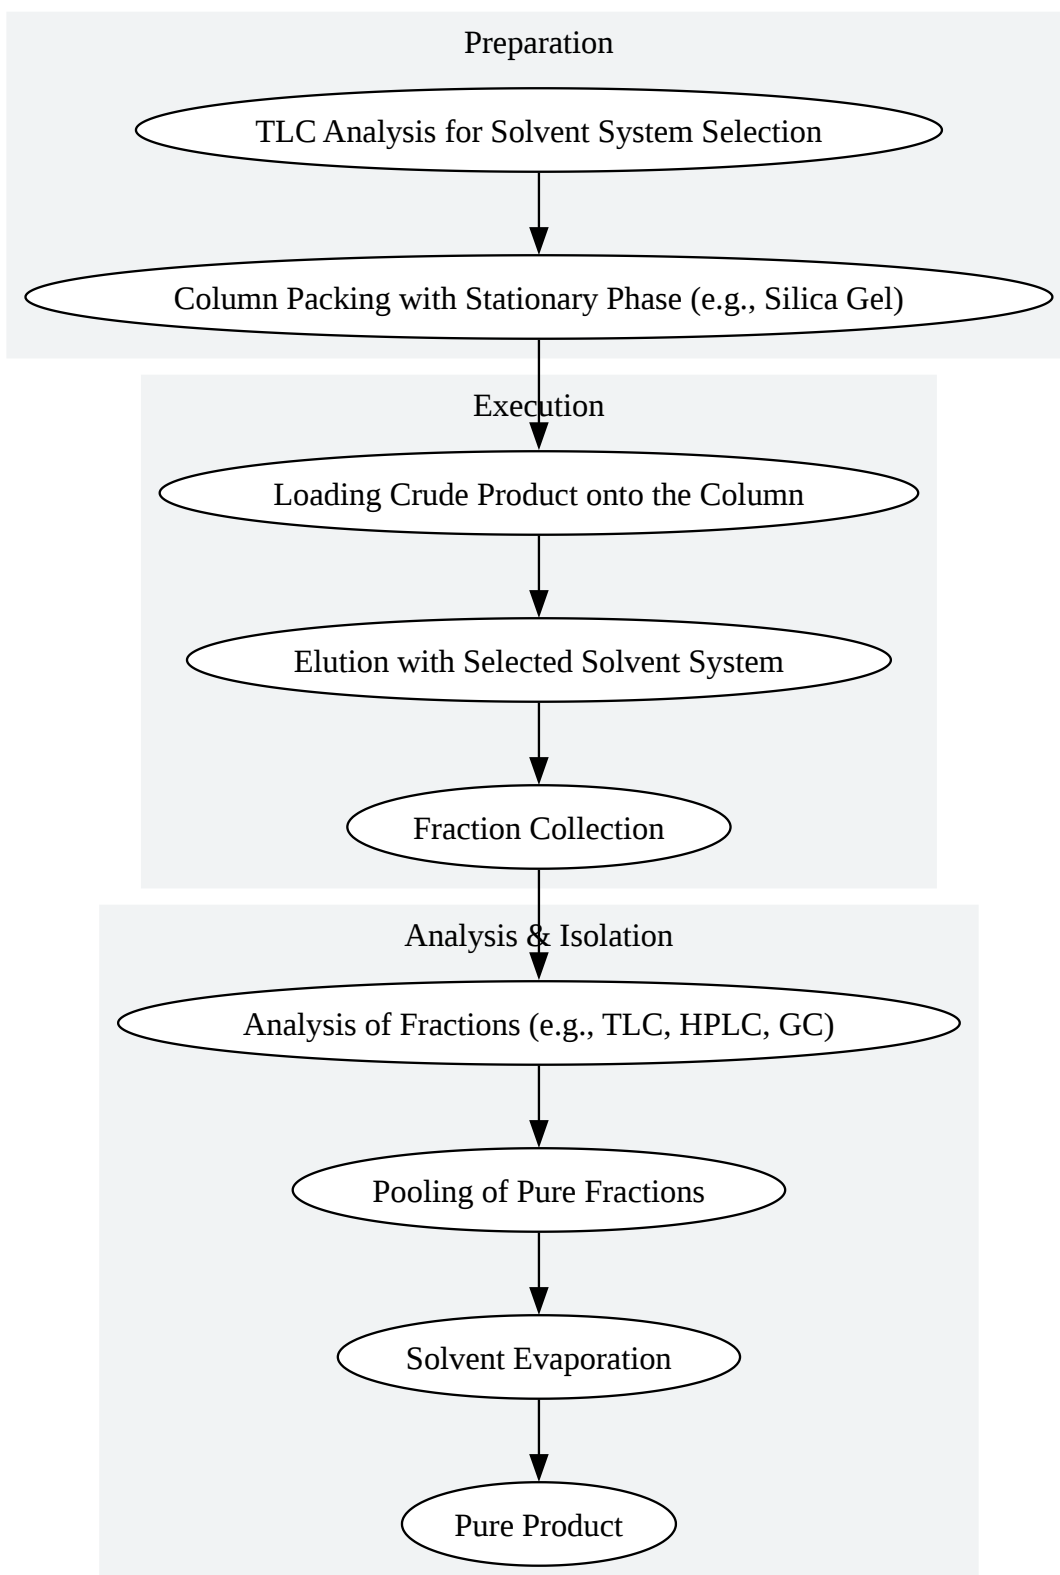 Preparation
TLC Analysis for Solvent System Selection
Column Packing with Stationary Phase (e.g., Silica Gel)
Execution
Loading Crude Product onto the Column
Elution with Selected Solvent System
Fraction Collection
Analysis & Isolation
Analysis of Fractions (e.g., TLC, HPLC, GC)
Pooling of Pure Fractions
Solvent Evaporation
Pure Product